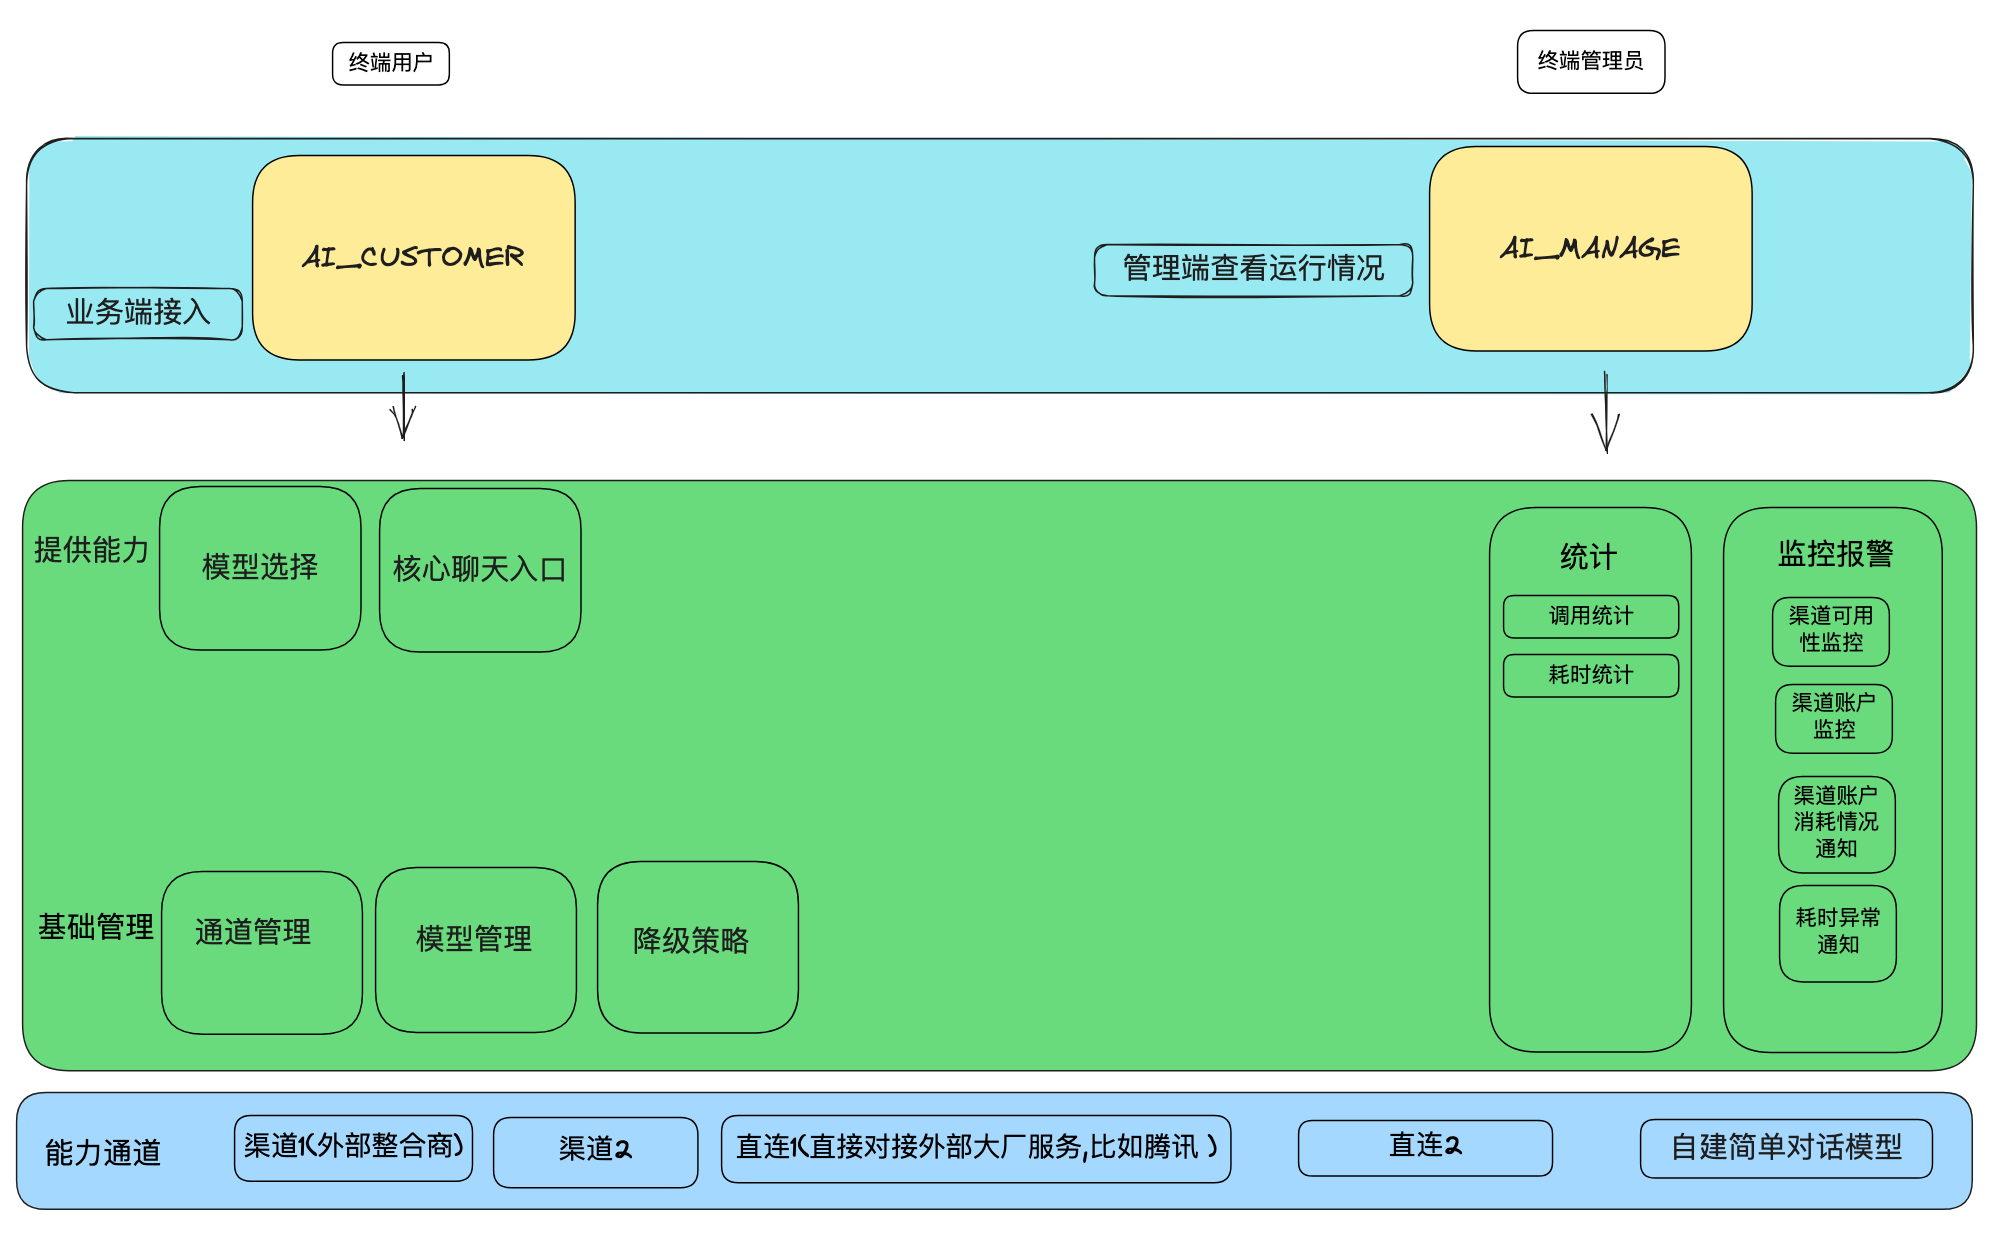 终端用户
终端管理员
AI_CUSTOMER
业务端接入
管理端查看运行情况
AI_MANAGE
提供能力
模型选择
核心聊天入口
统计
调用统计
耗时统计
监控报警
渠道可用
性监控
渠道账户
监控
渠道账户
消耗情况
通知
耗时异常
通知
基础管理
通道管理
模型管理
降级策略
能力通道
渠道1(外部整合商)
渠道2
直连1(直接对接外部大厂服务,比如腾讯 )
直连2
自建简单对话模型